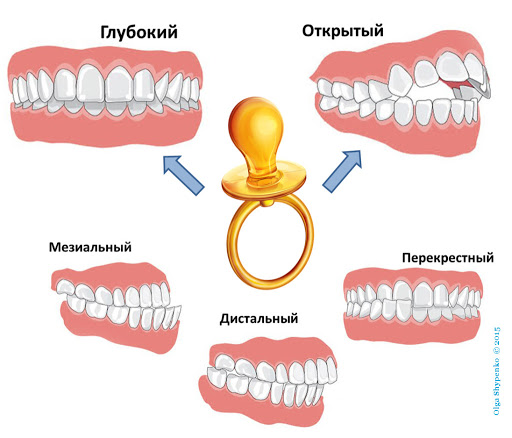 Глубокий
Открытый
Мезиальный
Перекрестный
Дистальный
Olga Shypenko © 2015